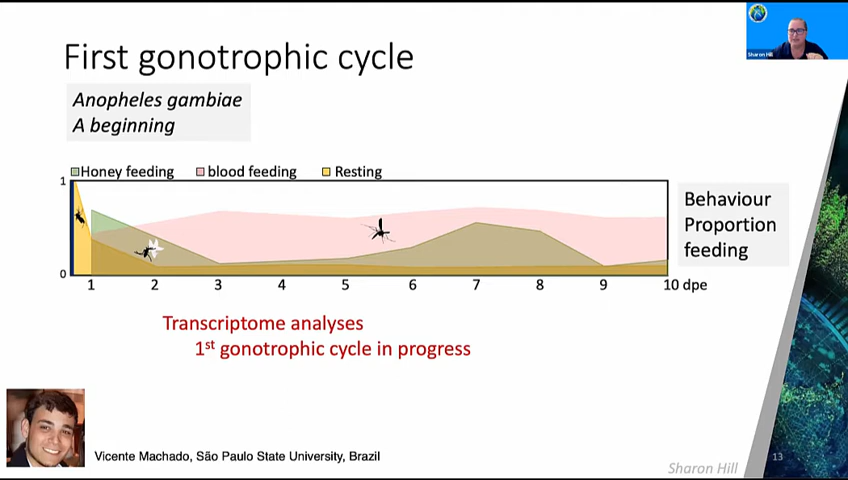 First gonotrophic cycle
Sharon Hill
Anopheles gambiae
A beginning
Honey feeding blood feeding Resting
1
0
1 2 3 4 5 6 7 8 9 10 dpe
Behaviour
Proportion
feeding
Transcriptome analyses
1st gonotrophic cycle in progress
Vicente Machado, São Paulo State University, Brazil
Sharon Hill
13